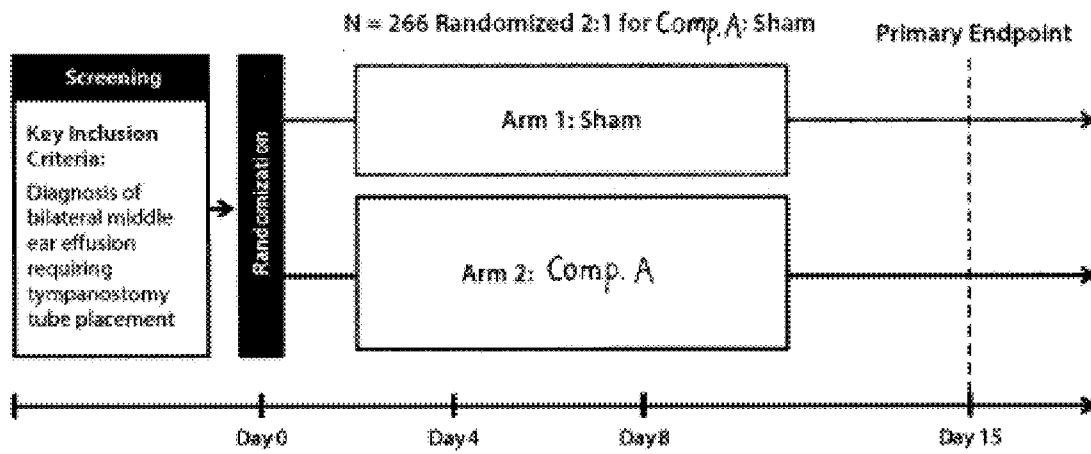 N = 266 Randomized 2:1 for Comp. A: Sham
Primary Endpoint
Screening
Key Inclusion
Criteria:
Diagnosis of
bilateral middle
ear effusion
requiring
tympanostomy
tube placement
Randomization
Arm 1: Sham
Arm 2: Comp. A
Day 0
Day 4
Day 8
Day 15